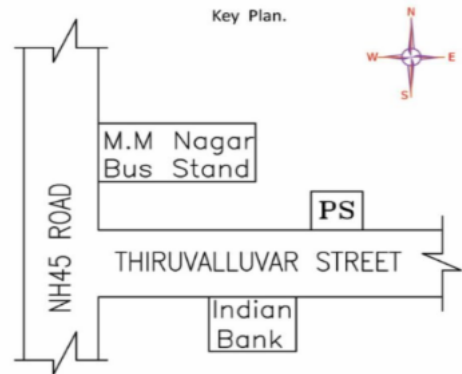 Key Plan.
N
W
E
S
M.M Nagar
Bus Stand
PS
NH45 ROAD
THIRUVALLUVAR STREET
Indian
Bank